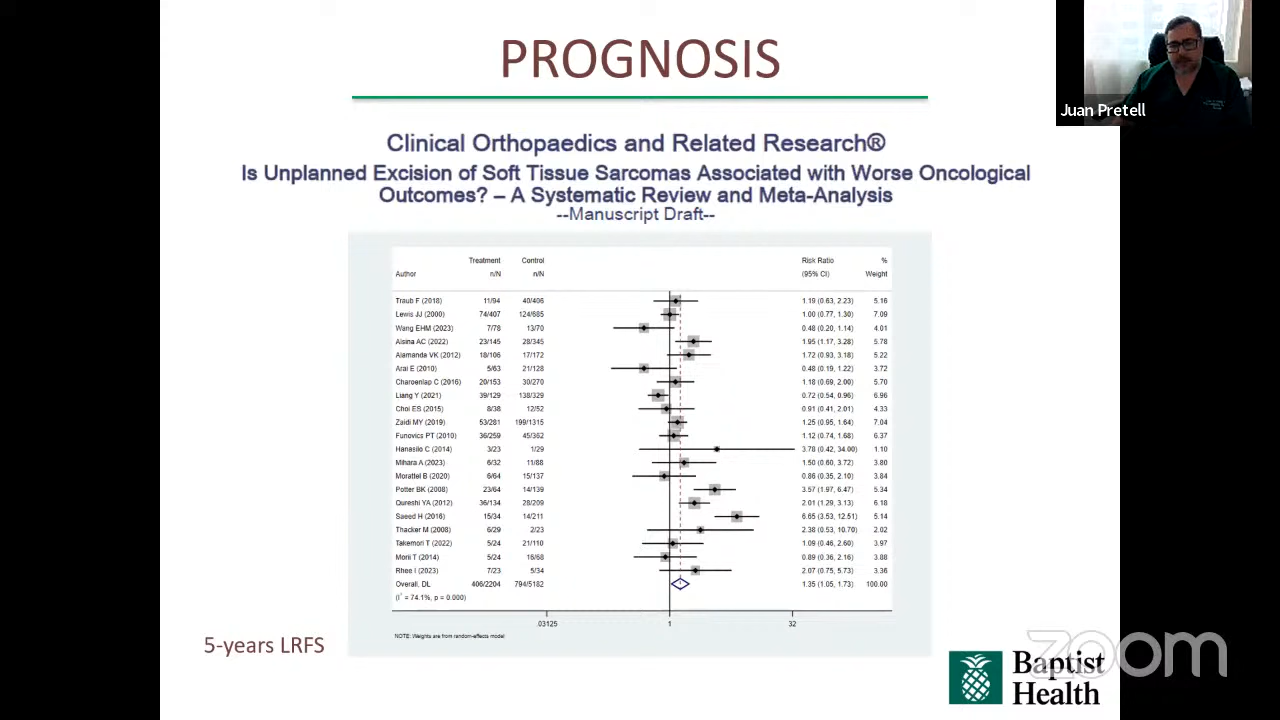 PROGNOSIS
Juan Pretell
Clinical Orthopaedics and Related Research®
Is Unplanned Excision of Soft Tissue Sarcomas Associated with Worse Oncological
Outcomes? – A Systematic Review and Meta-Analysis
--Manuscript Draft--
Treatment Control Risk Ratio %
Author n/N n/N (95% CI) Weight
Traub F (2018) 11/94 40/406 1.19 (0.63, 2.23) 5.16
Lewis JJ (2000) 74/407 124/685 1.00 (0.77, 1.30) 7.09
Wang EHM (2023) 7/78 13/70 0.48 (0.20, 1.14) 4.01
Alsina AC (2022) 23/145 28/345 1.95 (1.17, 3.28) 5.78
Alamanda VK (2012) 18/106 17/172 1.72 (0.93, 3.18) 5.22
Arai E (2010) 5/63 21/128 0.48 (0.19, 1.22) 3.72
Charoenlap C (2016) 20/153 30/270 1.18 (0.69, 2.00) 5.70
Liang Y (2021) 39/129 138/329 0.72 (0.54, 0.96) 6.96
Choi ES (2015) 8/38 12/52 0.91 (0.41, 2.01) 4.33
Zaidi MY (2019) 53/281 199/1315 1.25 (0.95, 1.64) 7.04
Funovics PT (2010) 36/259 45/362 1.12 (0.74, 1.68) 6.37
Hanasilo C (2014) 3/23 1/29 3.78 (0.42, 34.00) 1.10
Mihara A (2023) 6/32 11/88 1.50 (0.60, 3.72) 3.80
Morattel B (2020) 6/64 15/137 0.86 (0.35, 2.10) 3.84
Potter BK (2008) 23/64 14/139 3.57 (1.97, 6.47) 5.34
Qureshi YA (2012) 36/134 28/209 2.01 (1.29, 3.13) 6.18
Saeed H (2016) 15/34 14/211 6.65 (3.53, 12.51) 5.14
Thacker M (2008) 6/29 2/23 2.38 (0.53, 10.70) 2.02
Takemori T (2022) 5/24 21/110 1.09 (0.46, 2.60) 3.97
Morii T (2014) 5/24 16/68 0.89 (0.36, 2.16) 3.88
Rhee I (2023) 7/23 5/34 2.07 (0.75, 5.73) 3.36
Overall, DL 406/2204 794/5182 1.35 (1.05, 1.73) 100.00
(I² = 74.1%, p = 0.000)
.03125 1 32
NOTE: Weights are from random-effects model
5-years LRFS
zoom
Baptist
Health